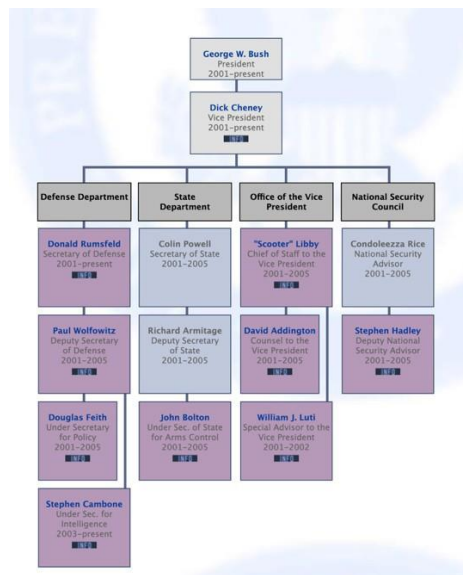 George W. Bush
President
2001-present
Dick Cheney
Vice President
2001-present
INFO
Defense Department
State
Department
Office of the Vice
President
National Security
Council
Donald Rumsfeld
Secretary of Defense
2001-present
INFO
Colin Powell
Secretary of State
2001-2005
"Scooter" Libby
Chief of Staff to the
Vice President
2001-2005
INFO
Condoleezza Rice
National Security
Advisor
2001-2005
Paul Wolfowitz
Deputy Secretary
of Defense
2001-2005
INFO
Richard Armitage
Deputy Secretary
of State
2001-2005
David Addington
Counsel to the
Vice President
2001-2005
INFO
Stephen Hadley
Deputy National
Security Advisor
2001-2005
INFO
Douglas Feith
Under Secretary
for Policy
2001-2005
INFO
John Bolton
Under Sec. of State
for Arms Control
2001-2005
INFO
William J. Luti
Special Advisor to the
Vice President
2001-2002
INFO
Stephen Cambone
Under Sec. for
Intelligence
2003-present
INFO